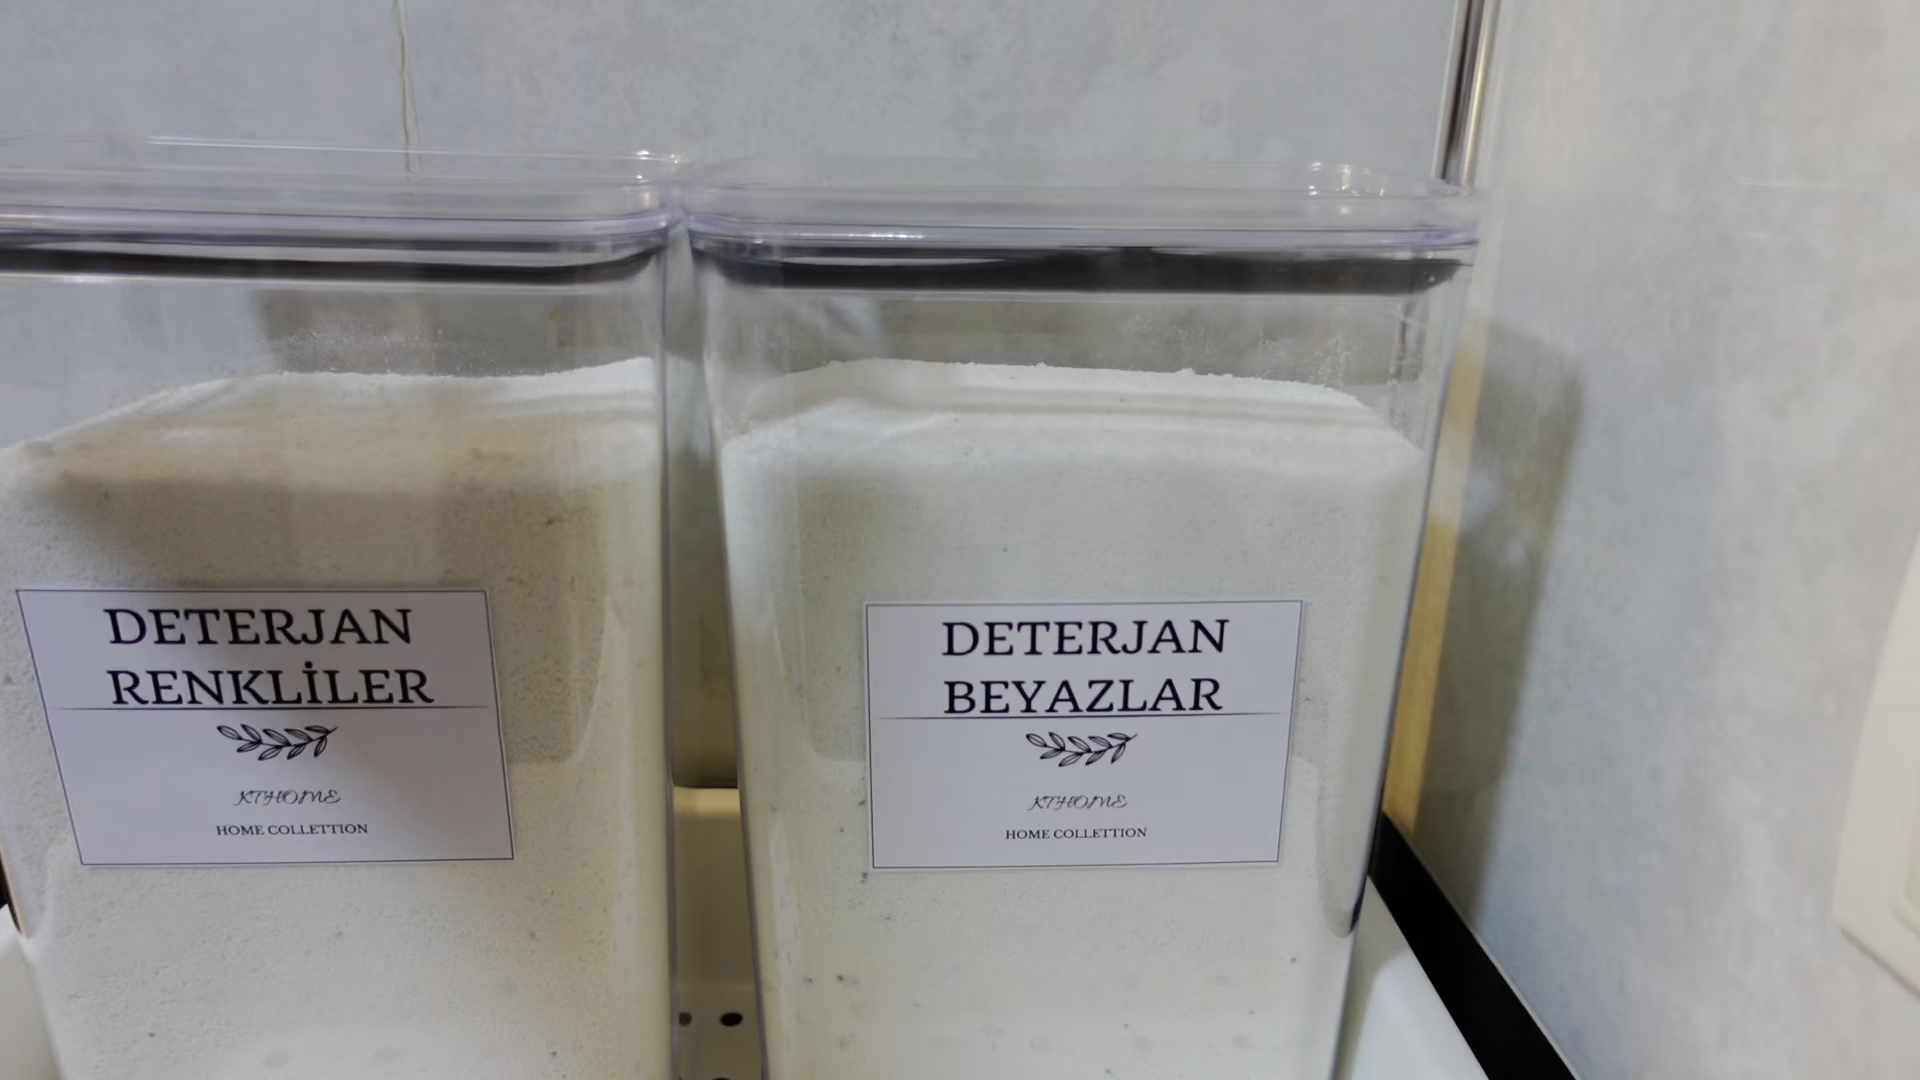 DETERJAN
RENKLİLER
KTHOME
HOME COLLETTION
DETERJAN
BEYAZLAR
KTHOME
HOME COLLETTION